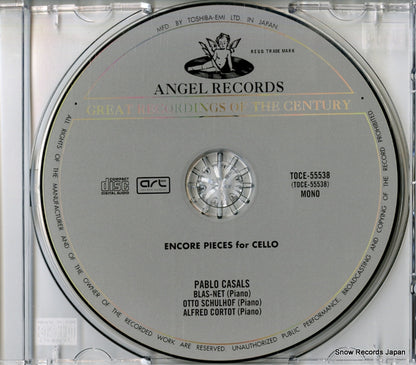 MFD BY TOSHIBA-EMI LTD IN JAPAN
REGD TRADE MARK
ANGEL RECORDS
GREAT RECORDINGS OF THE CENTURY
COMPACT
disc
DIGITAL AUDIO
art
TOCE-55538
(TOCE-55538)
MONO
ENCORE PIECES for CELLO
PABLO CASALS
BLAS-NET (Piano)
OTTO SCHULHOF (Piano)
ALFRED CORTOT (Piano)
ALL RIGHTS OF THE MANUFACTURER AND OF THE OWNER OF THE RECORDED WORK ARE RESERVED. UNAUTHORIZED PUBLIC PERFORMANCE, BROADCASTING AND COPYING OF THE RECORD PROHIBITED
Snow Records Japan